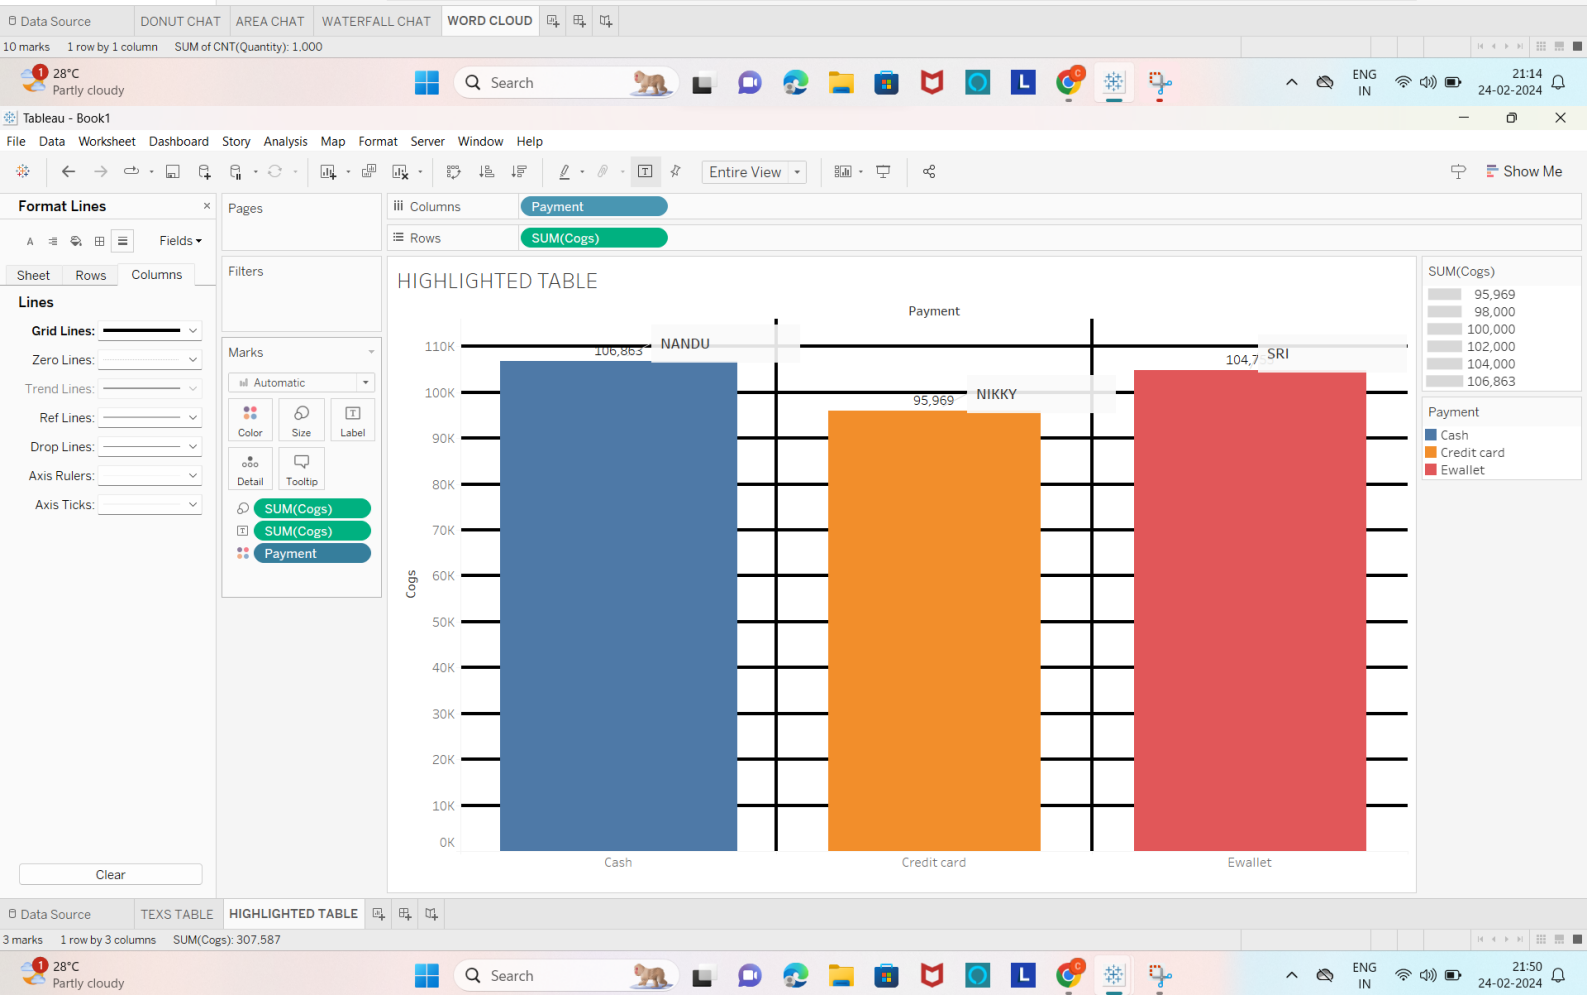 Data Source DONUT CHAT AREA CHAT WATERFALL CHAT WORD CLOUD
10 marks 1 row by 1 column SUM of CNT(Quantity): 1.000
1 28°C
Partly cloudy
Search
L
C
ENG
IN
21:14
24-02-2024
Tableau - Book1
File Data Worksheet Dashboard Story Analysis Map Format Server Window Help
Entire View
Show Me
Format Lines
Fields
Sheet Rows Columns
Lines
Grid Lines:
Zero Lines:
Trend Lines:
Ref Lines:
Drop Lines:
Axis Rulers:
Axis Ticks:
Clear
Pages
Filters
Marks
Automatic
Color Size Label
Detail Tooltip
SUM(Cogs)
SUM(Cogs)
Payment
Columns Payment
Rows SUM(Cogs)
HIGHLIGHTED TABLE
Payment
110K
100K
90K
80K
70K
60K
50K
40K
30K
20K
10K
0K
Cogs
106,863 NANDU
95,969 NIKKY
SRI
Cash Credit card Ewallet
SUM(Cogs)
95,969
98,000
100,000
102,000
104,000
106,863
Payment
Cash
Credit card
Ewallet
Data Source TEXS TABLE HIGHLIGHTED TABLE
3 marks 1 row by 3 columns SUM(Cogs): 307.587
1 28°C
Partly cloudy
Search
L
C
ENG
IN
21:50
24-02-2024